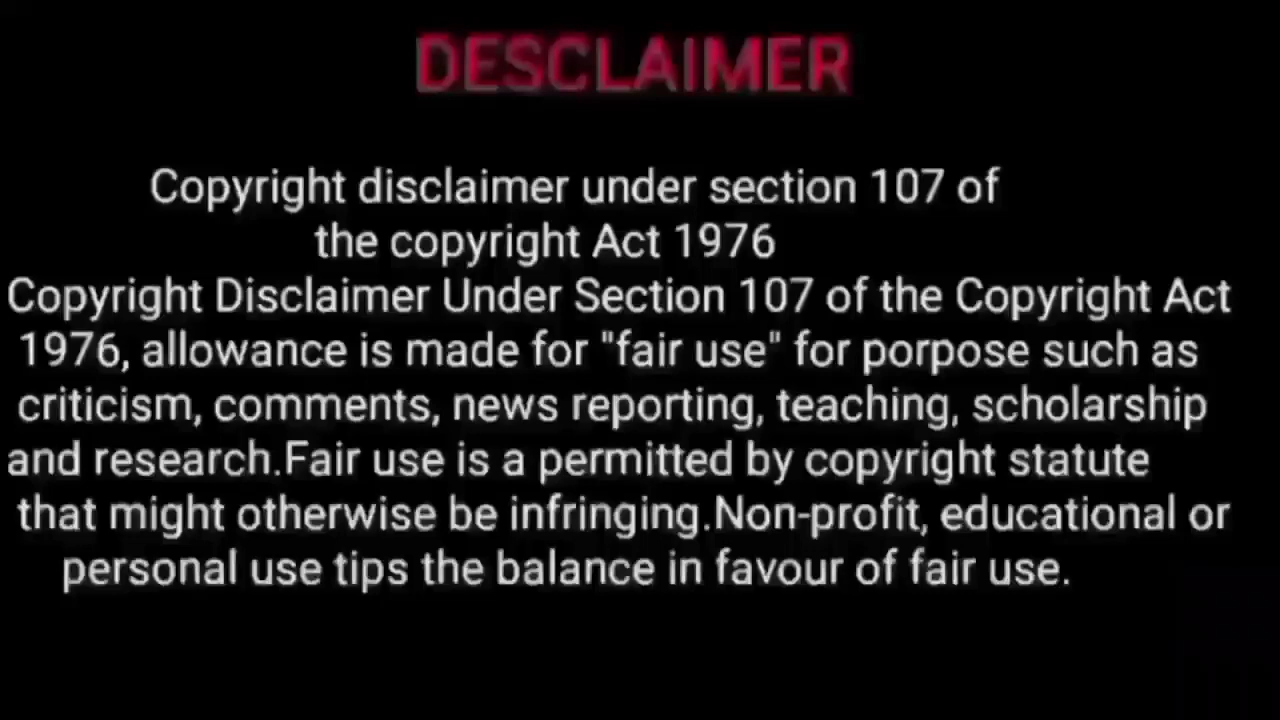 DESCLAIMER
Copyright disclaimer under section 107 of
the copyright Act 1976
Copyright Disclaimer Under Section 107 of the Copyright Act
1976, allowance is made for "fair use" for porpose such as
criticism, comments, news reporting, teaching, scholarship
and research.Fair use is a permitted by copyright statute
that might otherwise be infringing.Non-profit, educational or
personal use tips the balance in favour of fair use.